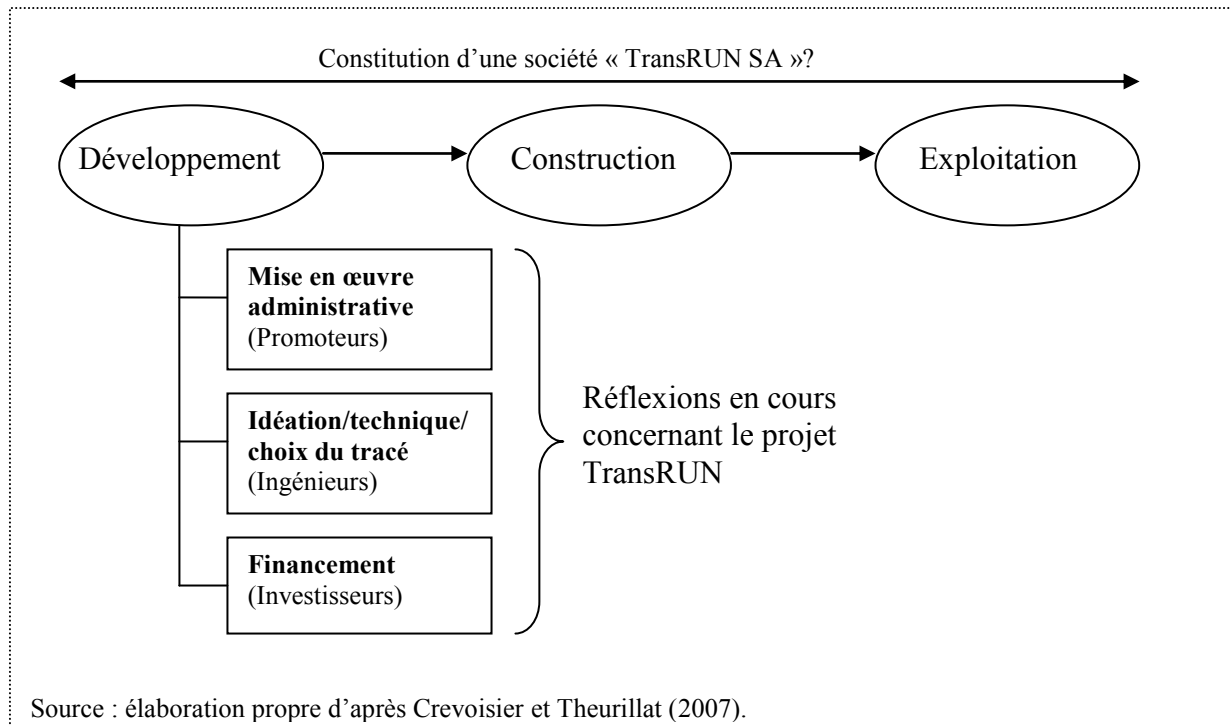 Constitution d’une société « TransRUN SA »?
Développement
Construction
Exploitation
Mise en œuvre
administrative
(Promoteurs)
Idéation/technique/
choix du tracé
(Ingénieurs)
Financement
(Investisseurs)
Réflexions en cours
concernant le projet
TransRUN
Source : élaboration propre d’après Crevoisier et Theurillat (2007).